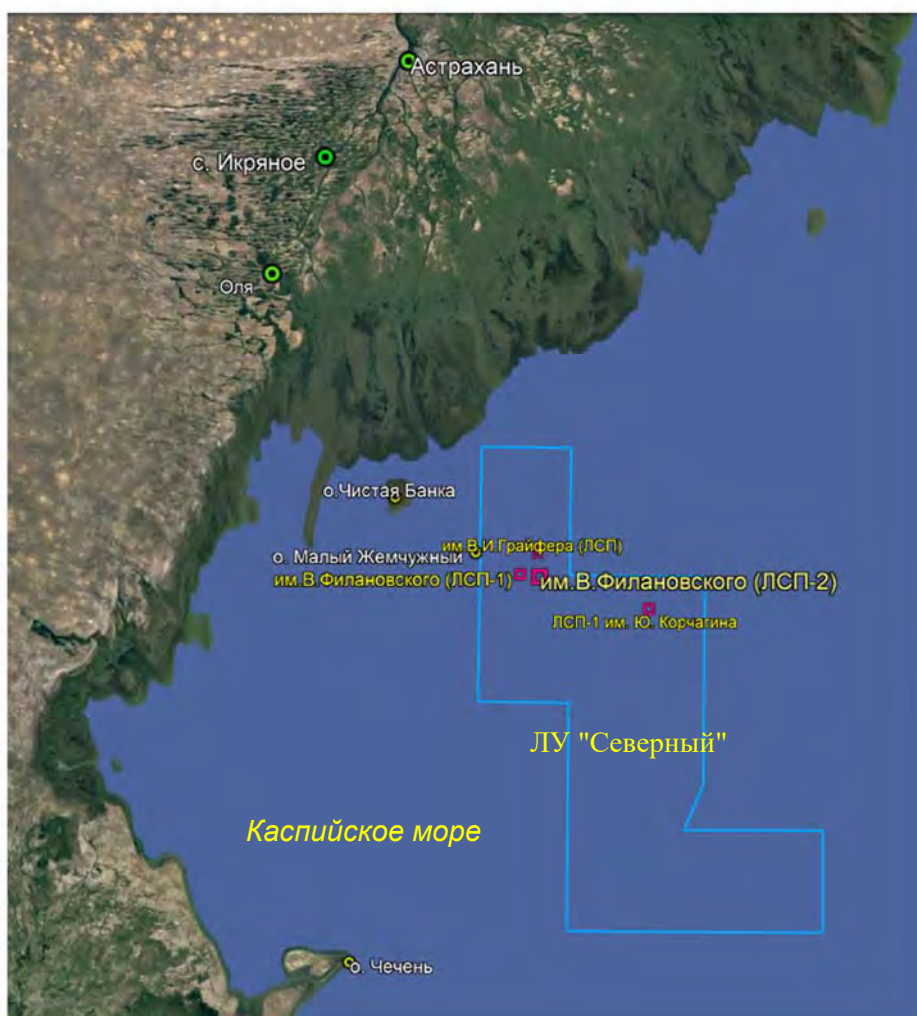 Астрахань
с. Икряное
Оля
о.Чистая Банка
им.В.И.Грайфера (ЛСП)
о. Малый Жемчужный
им.В.Филановского (ЛСП-1)
им.В.Филановского (ЛСП-2)
ЛСП-1 им. Ю. Корчагина
ЛУ "Северный"
Каспийское море
о. Чечень